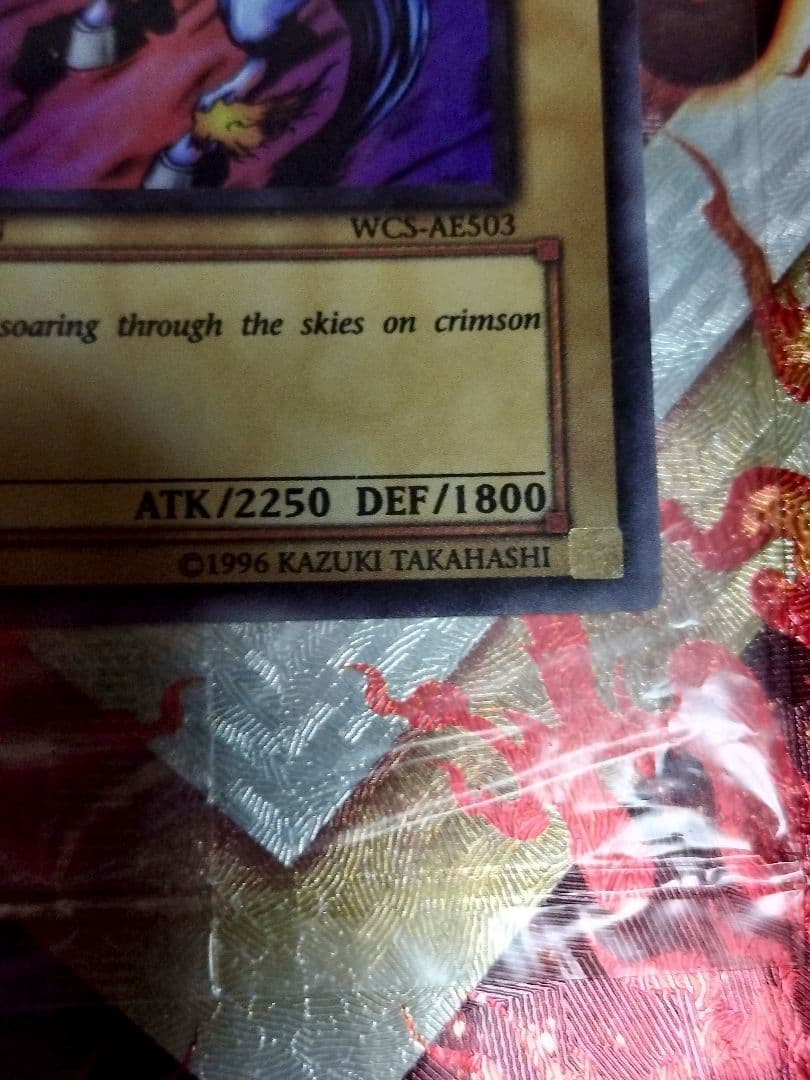 WCS-AE503
soaring through the skies on crimson
ATK/2250 DEF/1800
©1996 KAZUKI TAKAHASHI